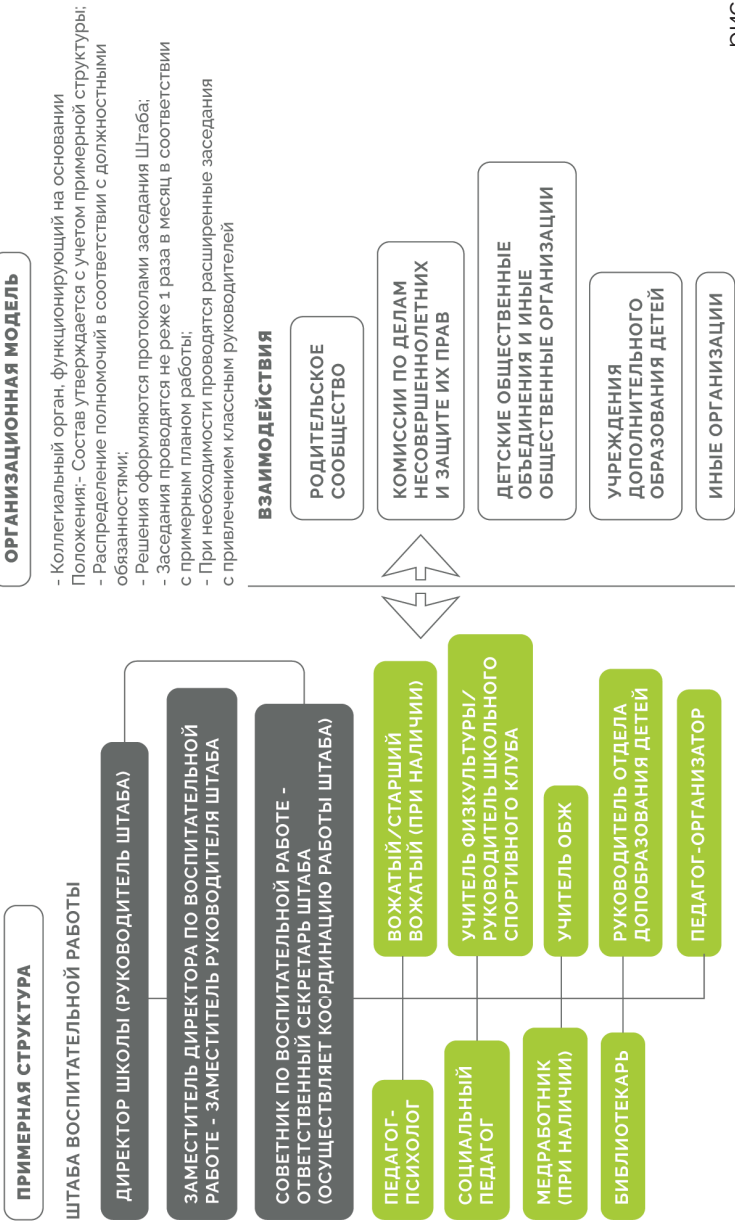 ПРИМЕРНАЯ СТРУКТУРА
ШТАБА ВОСПИТАТЕЛЬНОЙ РАБОТЫ
ДИРЕКТОР ШКОЛЫ (РУКОВОДИТЕЛЬ ШТАБА)
ЗАМЕСТИТЕЛЬ ДИРЕКТОРА ПО ВОСПИТАТЕЛЬНОЙ
РАБОТЕ - ЗАМЕСТИТЕЛЬ РУКОВОДИТЕЛЯ ШТАБА
СОВЕТНИК ПО ВОСПИТАТЕЛЬНОЙ РАБОТЕ -
ОТВЕТСТВЕННЫЙ СЕКРЕТАРЬ ШТАБА
(ОСУЩЕСТВЛЯЕТ КООРДИНАЦИЮ РАБОТЫ ШТАБА)
ПЕДАГОГ-
ПСИХОЛОГ
ВОЖАТЫЙ/СТАРШИЙ
ВОЖАТЫЙ (ПРИ НАЛИЧИИ)
СОЦИАЛЬНЫЙ
ПЕДАГОГ
УЧИТЕЛЬ ФИЗКУЛЬТУРЫ/
РУКОВОДИТЕЛЬ ШКОЛЬНОГО
СПОРТИВНОГО КЛУБА
МЕДРАБОТНИК
(ПРИ НАЛИЧИИ)
УЧИТЕЛЬ ОБЖ
БИБЛИОТЕКАРЬ
РУКОВОДИТЕЛЬ ОТДЕЛА
ДОПОБРАЗОВАНИЯ ДЕТЕЙ
ПЕДАГОГ-ОРГАНИЗАТОР
ОРГАНИЗАЦИОННАЯ МОДЕЛЬ
- Коллегиальный орган, функционирующий на основании
Положения;- Состав утверждается с учетом примерной структуры;
- Распределение полномочий в соответствии с должностными
обязанностями;
- Решения оформляются протоколами заседания Штаба;
- Заседания проводятся не реже 1 раза в месяц в соответствии
с примерным планом работы;
- При необходимости проводятся расширенные заседания
с привлечением классным руководителей
ВЗАИМОДЕЙСТВИЯ
РОДИТЕЛЬСКОЕ
СООБЩЕСТВО
КОМИССИИ ПО ДЕЛАМ
НЕСОВЕРШЕННОЛЕТНИХ
И ЗАЩИТЕ ИХ ПРАВ
ДЕТСКИЕ ОБЩЕСТВЕННЫЕ
ОБЪЕДИНЕНИЯ И ИНЫЕ
ОБЩЕСТВЕННЫЕ ОРГАНИЗАЦИИ
УЧРЕЖДЕНИЯ
ДОПОЛНИТЕЛЬНОГО
ОБРАЗОВАНИЯ ДЕТЕЙ
ИНЫЕ ОРГАНИЗАЦИИ